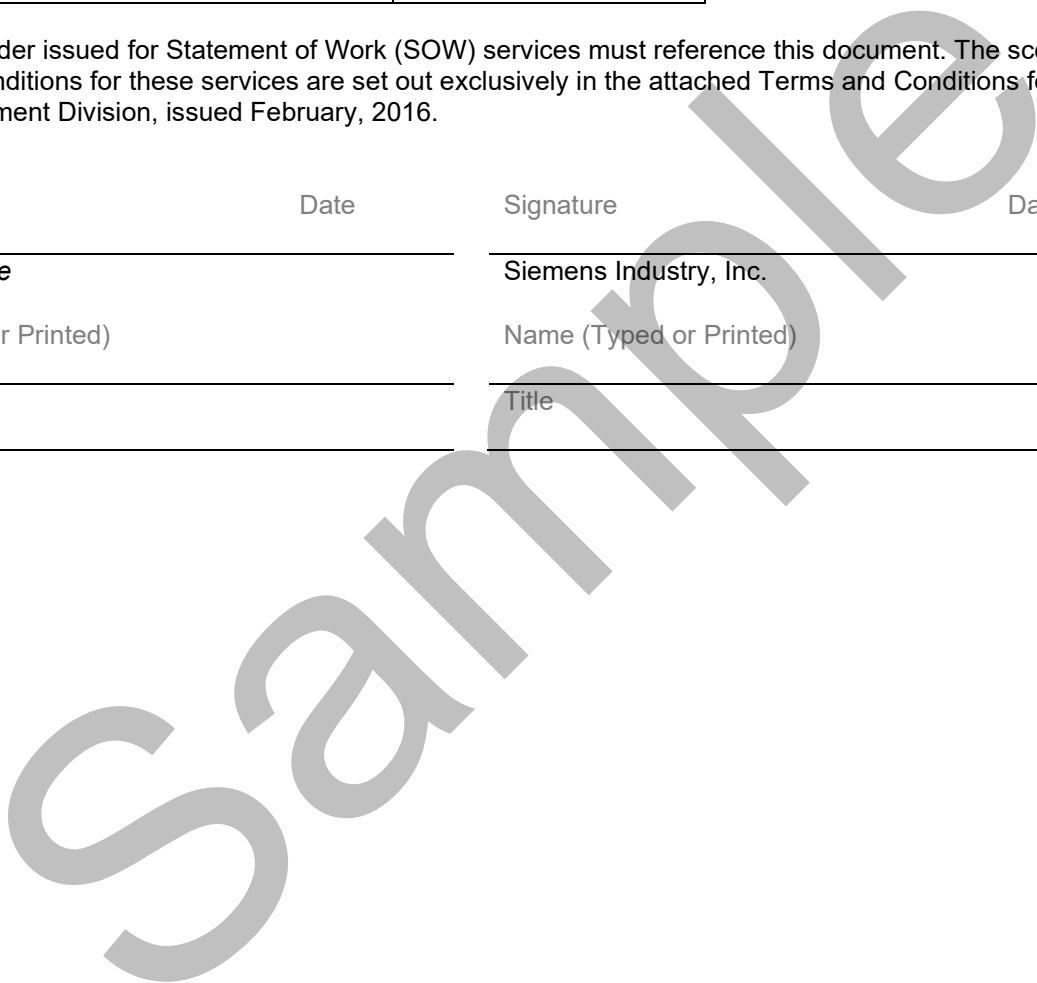 der issued for Statement of Work (SOW) services must reference this document. The sco
nditions for these services are set out exclusively in the attached Terms and Conditions fo
ment Division, issued February, 2016.
Date
Signature
Da
e
Siemens Industry, Inc.
r Printed)
Name (Typed or Printed)
Title
Sample